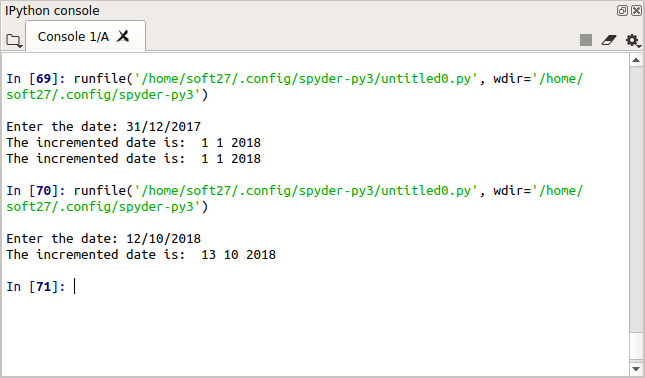 IPython console
Console 1/A
In [69]: runfile('/home/soft27/.config/spyder-py3/untitled0.py', wdir='/home/
soft27/.config/spyder-py3')
Enter the date: 31/12/2017
The incremented date is:  1 1 2018
The incremented date is:  1 1 2018
In [70]: runfile('/home/soft27/.config/spyder-py3/untitled0.py', wdir='/home/
soft27/.config/spyder-py3')
Enter the date: 12/10/2018
The incremented date is:  13 10 2018
In [71]: